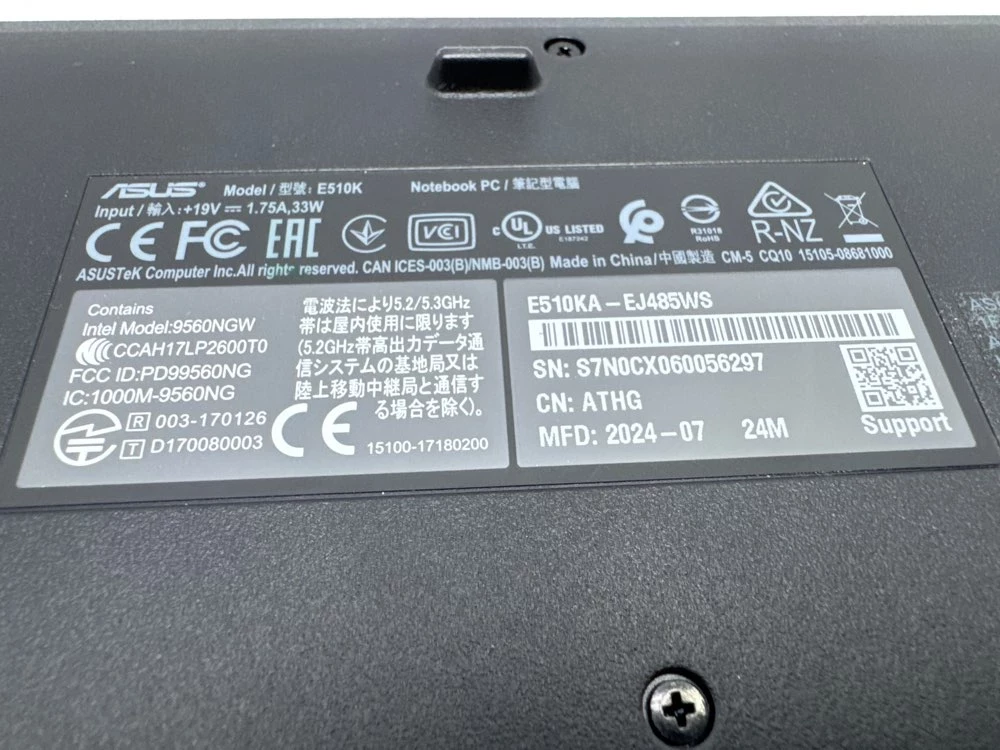 ASUS Model / 型號: E510K Notebook PC / 筆記型電腦
Input / 輸入:+19V ⎓ 1.75A,33W
CE FC EAC VCCI c UL US LISTED
I.T.E. E187242
R31018
RoHS
R-NZ
ASUSTeK Computer Inc.All rights reserved. CAN ICES-003(B)/NMB-003(B) Made in China/中國製造 CM-5 CQ10 15105-08681000
Contains
Intel Model:9560NGW
CCAH17LP2600T0
FCC ID:PD99560NG
IC:1000M-9560NG
R 003-170126
T D170080003
電波法により5.2/5.3GHz
帯は屋内使用に限ります
(5.2GHz帯高出力データ通
信システムの基地局又は
陸上移動中継局と通信す
る場合を除く)。
CE 15100-17180200
E510KA – EJ485WS
SN: S7N0CX060056297
CN: ATHG
MFD: 2024-07 24M
Support